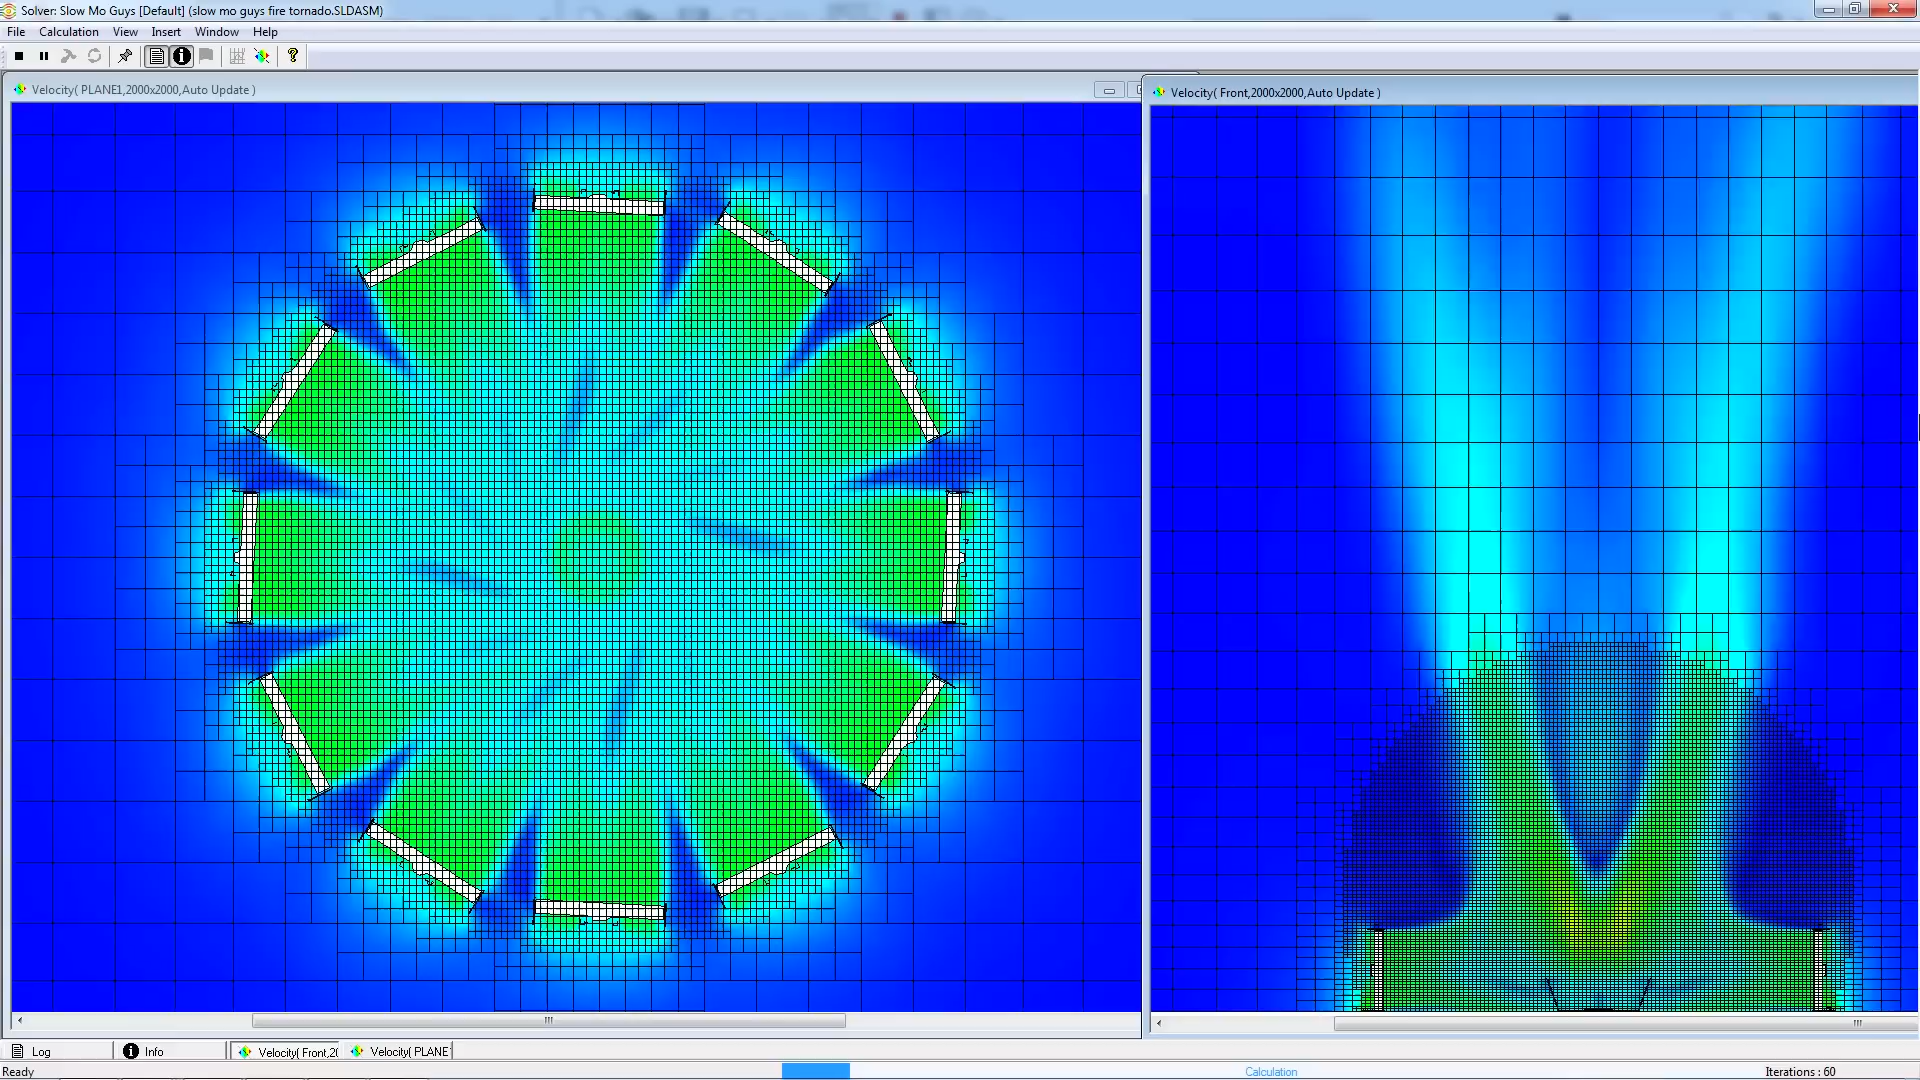 Solver: Slow Mo Guys [Default] (slow mo guys fire tornado.SLDASM)
File Calculation View Insert Window Help
Velocity( PLANE1,2000x2000,Auto Update )
Velocity( Front,2000x2000,Auto Update )
Log Info Velocity( Front,2( Velocity( PLANE
Ready Calculation Iterations : 60